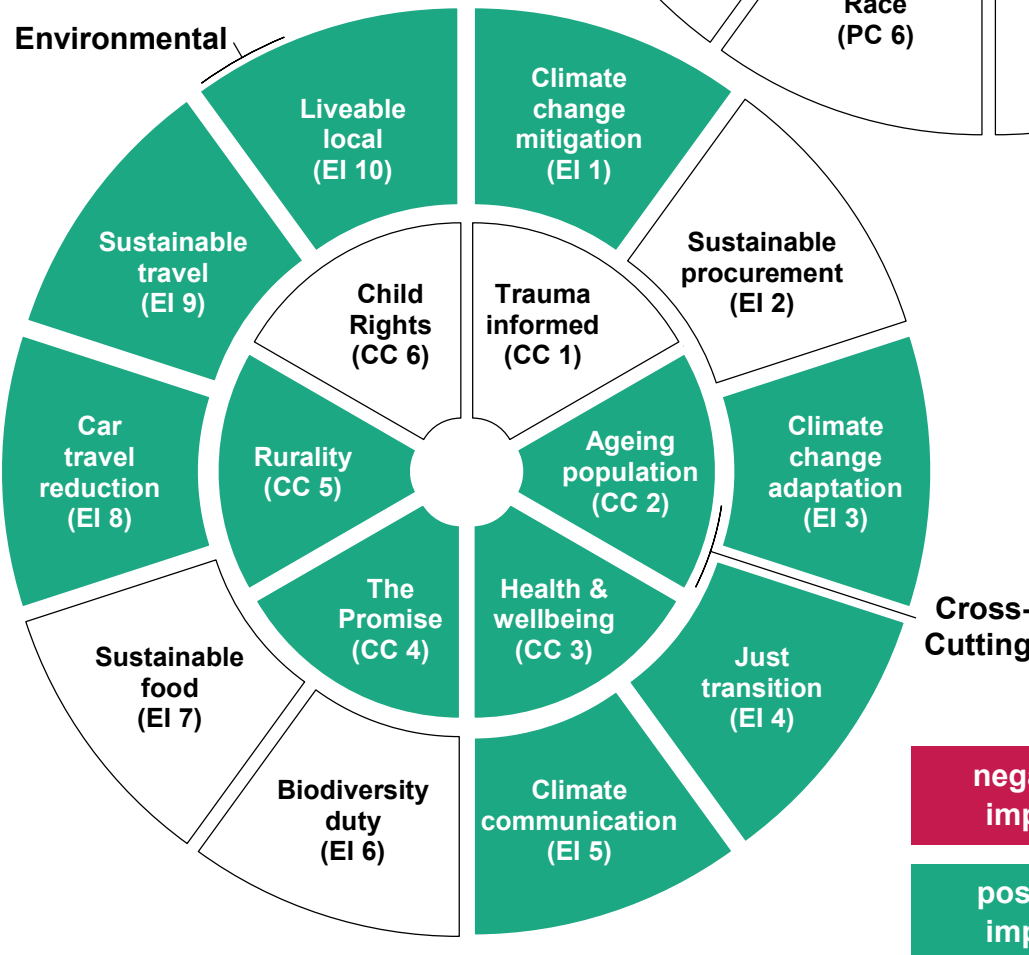 Race
(PC 6)
Environmental
Liveable
local
(EI 10)
Climate
change
mitigation
(EI 1)
Sustainable
travel
(EI 9)
Sustainable
procurement
(EI 2)
Child
Rights
(CC 6)
Trauma
informed
(CC 1)
Car
travel
reduction
(EI 8)
Rurality
(CC 5)
Ageing
population
(CC 2)
Climate
change
adaptation
(EI 3)
The
Promise
(CC 4)
Health &
wellbeing
(CC 3)
Cross-
Cutting
Sustainable
food
(EI 7)
Just
transition
(EI 4)
Biodiversity
duty
(EI 6)
Climate
communication
(EI 5)